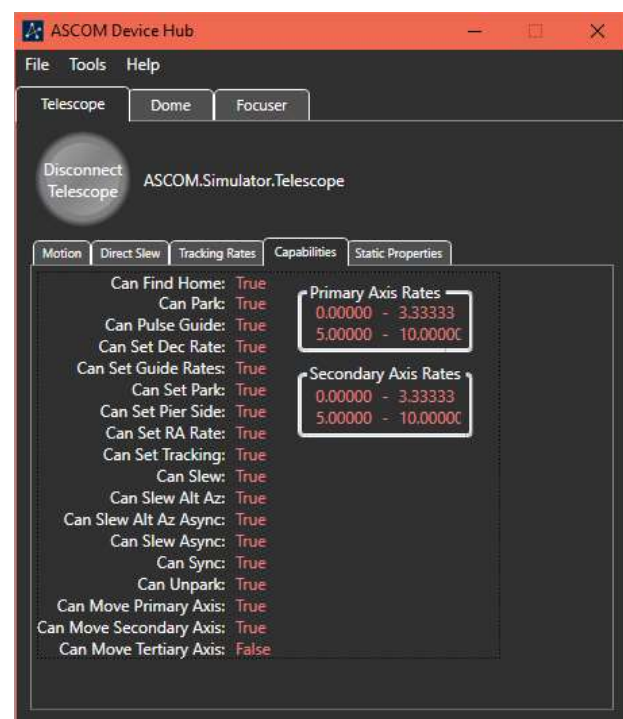 ASCOM Device Hub
File Tools Help
Telescope Dome Focuser
Disconnect
Telescope
ASCOM.Simulator.Telescope
Motion Direct Slew Tracking Rates Capabilities Static Properties
Can Find Home: True
Can Park: True
Can Pulse Guide: True
Can Set Dec Rate: True
Can Set Guide Rates: True
Can Set Park: True
Can Set Pier Side: True
Can Set RA Rate: True
Can Set Tracking: True
Can Slew: True
Can Slew Alt Az: True
Can Slew Alt Az Async: True
Can Slew Async: True
Can Sync: True
Can Unpark: True
Can Move Primary Axis: True
Can Move Secondary Axis: True
Can Move Tertiary Axis: False
Primary Axis Rates
0.00000 - 3.33333
5.00000 - 10.00000
Secondary Axis Rates
0.00000 - 3.33333
5.00000 - 10.00000